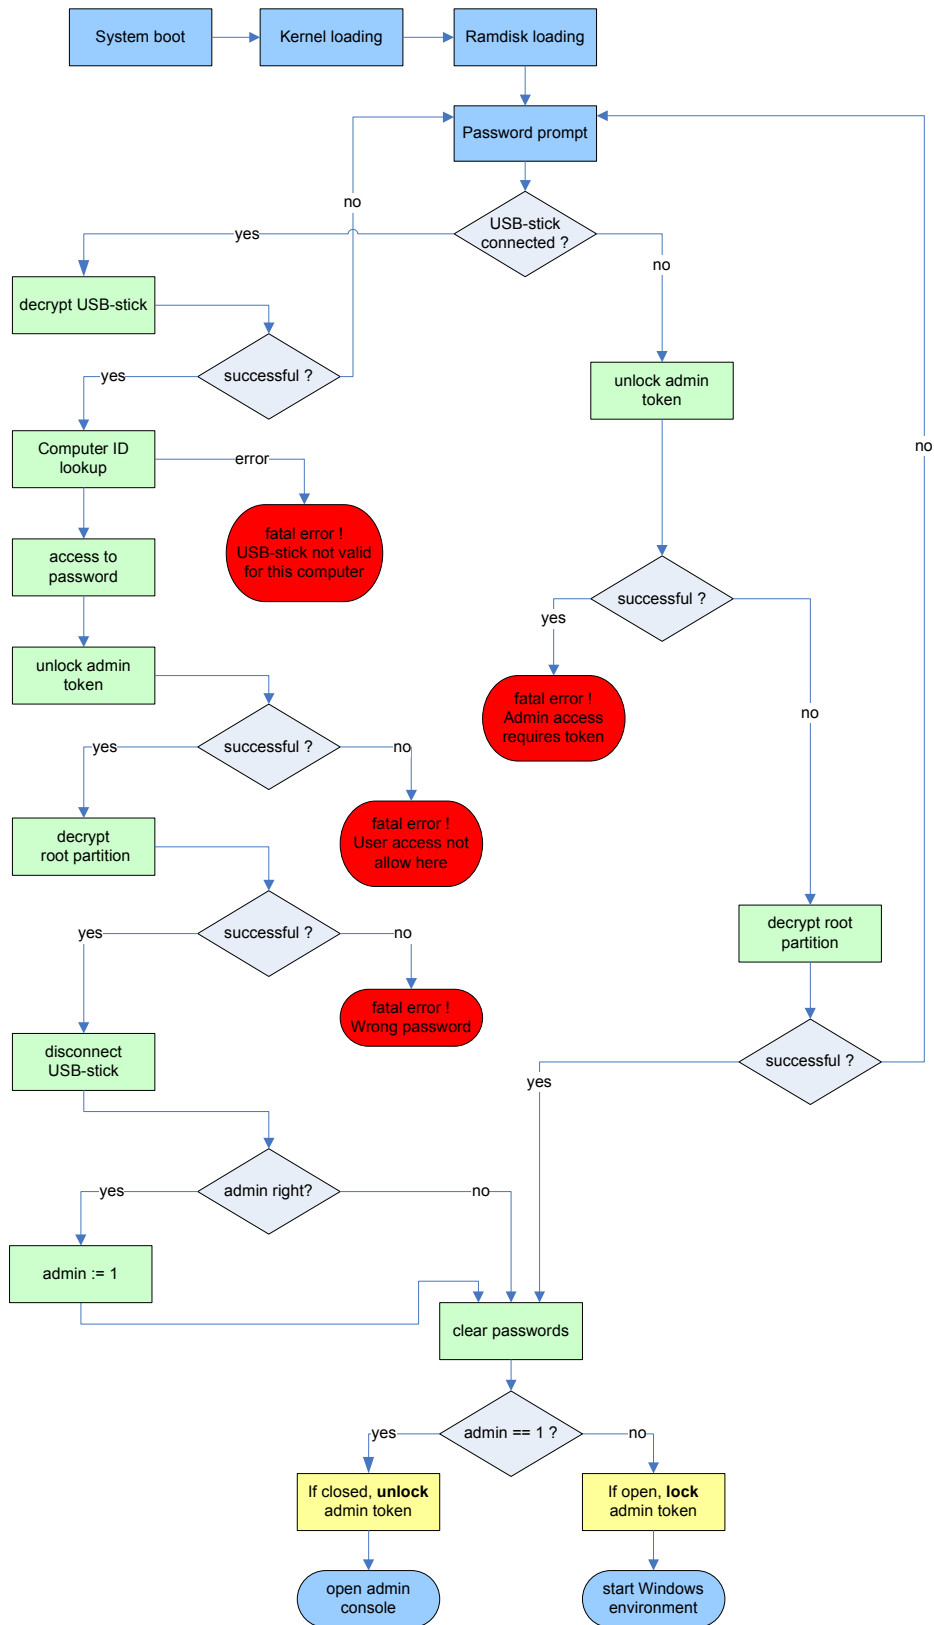 System boot
Kernel loading
Ramdisk loading
Password prompt
no
USB-stick
connected ?
yes
no
decrypt USB-stick
successful ?
yes
unlock admin
token
Computer ID
lookup
error
no
fatal error !
USB-stick not valid
for this computer
access to
password
successful ?
yes
unlock admin
token
fatal error !
Admin access
requires token
no
successful ?
yes
no
decrypt
root partition
fatal error !
User access not
allow here
decrypt root
partition
successful ?
yes
no
fatal error !
Wrong password
disconnect
USB-stick
successful ?
yes
admin right?
yes
no
admin := 1
clear passwords
admin == 1 ?
yes
no
If closed, unlock
admin token
If open, lock
admin token
open admin
console
start Windows
environment